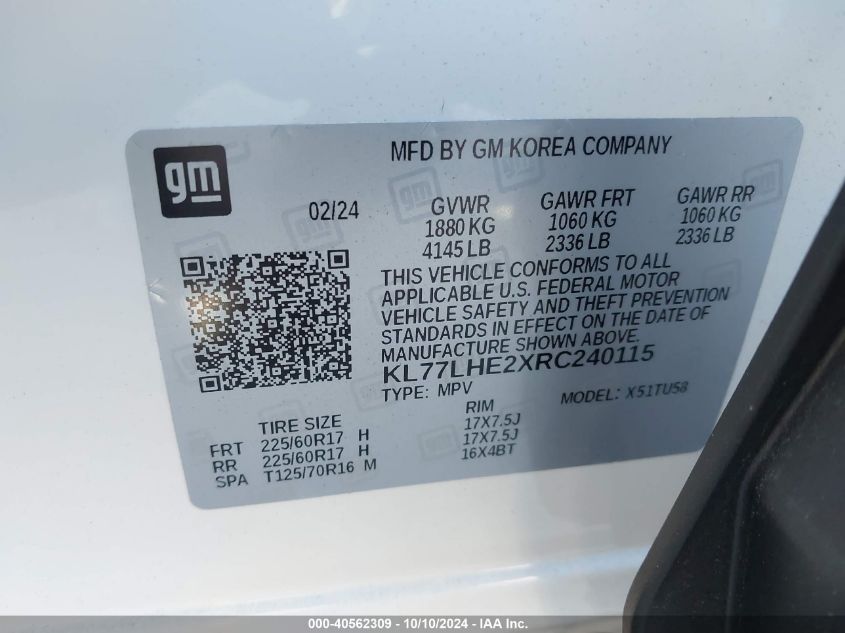 gm
MFD BY GM KOREA COMPANY
02/24
GVWR GAWR FRT GAWR RR
1880 KG 1060 KG 1060 KG
4145 LB 2336 LB 2336 LB
THIS VEHICLE CONFORMS TO ALL
APPLICABLE U.S. FEDERAL MOTOR
VEHICLE SAFETY AND THEFT PREVENTION
STANDARDS IN EFFECT ON THE DATE OF
MANUFACTURE SHOWN ABOVE.
KL77LHE2XRC240115
TYPE: MPV MODEL: X51TU58
TIRE SIZE RIM
FRT 225/60R17 H 17X7.5J
RR 225/60R17 H 17X7.5J
SPA T125/70R16 M 16X4BT
000-40562309 - 10/10/2024 - IAA Inc.